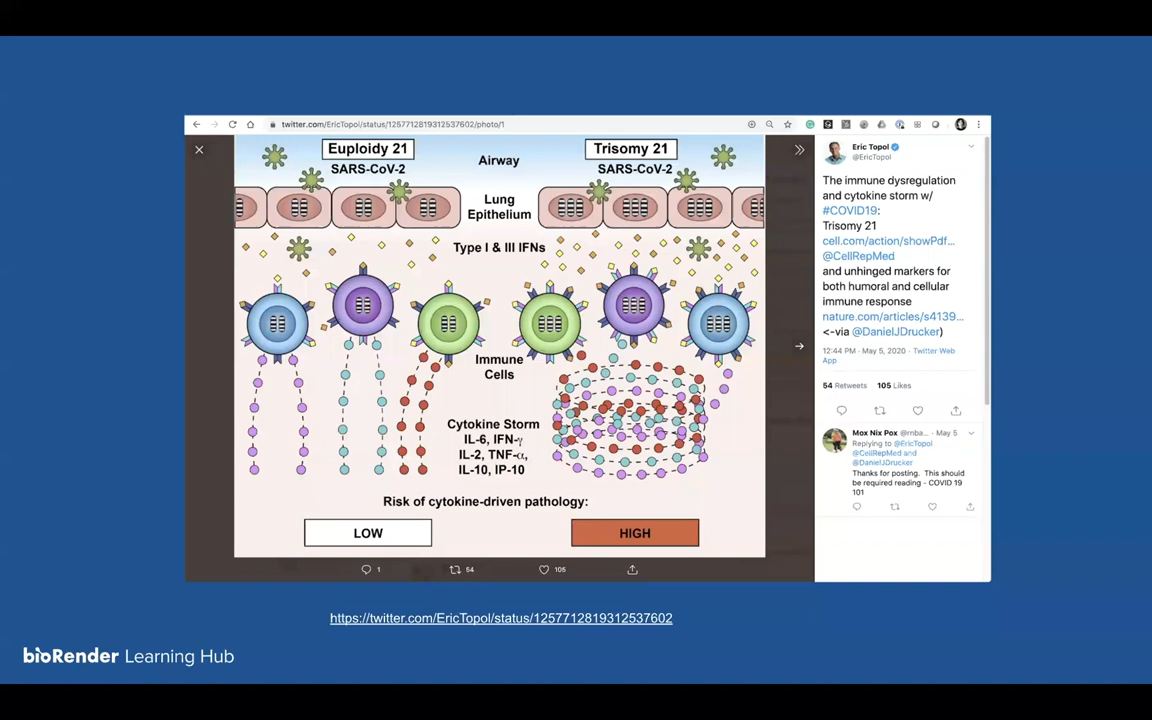 twitter.com/EricTopol/status/1257712819312537602/photo/1
Euploidy 21
SARS-CoV-2
Airway
Trisomy 21
SARS-CoV-2
Lung
Epithelium
Type I & III IFNs
Immune
Cells
Cytokine Storm
IL-6, IFN-γ
IL-2, TNF-α,
IL-10, IP-10
Risk of cytokine-driven pathology:
LOW
HIGH
1
54
105
Eric Topol
@EricTopol
The immune dysregulation
and cytokine storm w/
#COVID19:
Trisomy 21
cell.com/action/showPdf…
@CellRepMed
and unhinged markers for
both humoral and cellular
immune response
nature.com/articles/s4139…
<-via @DanielJDrucker)
12:44 PM · May 5, 2020 · Twitter Web
App
54 Retweets 105 Likes
Mox Nix Pox @rnba... · May 5
Replying to @EricTopol
@CellRepMed and
@DanielJDrucker
Thanks for posting. This should
be required reading - COVID 19
101
https://twitter.com/EricTopol/status/1257712819312537602
bioRender Learning Hub